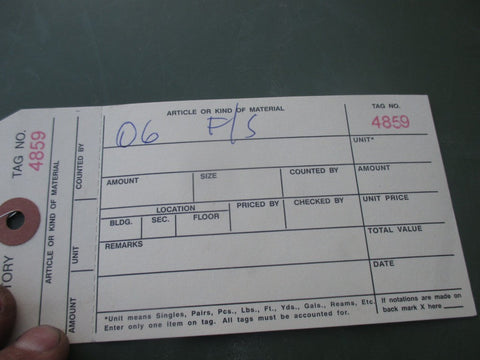 TAG NO.
4859
ARTICLE OR KIND OF MATERIAL
COUNTED BY
UNIT
AMOUNT
ARTICLE OR KIND OF MATERIAL
TAG NO.
06 P/S
4859
UNIT*
AMOUNT
SIZE
COUNTED BY
AMOUNT
LOCATION
PRICED BY
CHECKED BY
UNIT PRICE
BLDG.
SEC.
FLOOR
TOTAL VALUE
REMARKS
DATE
*Unit means Singles, Pairs, Pcs., Lbs., Ft., Yds., Gals., Reams, Etc.
Enter only one item on tag. All tags must be accounted for.
If notations are made on
back mark X here